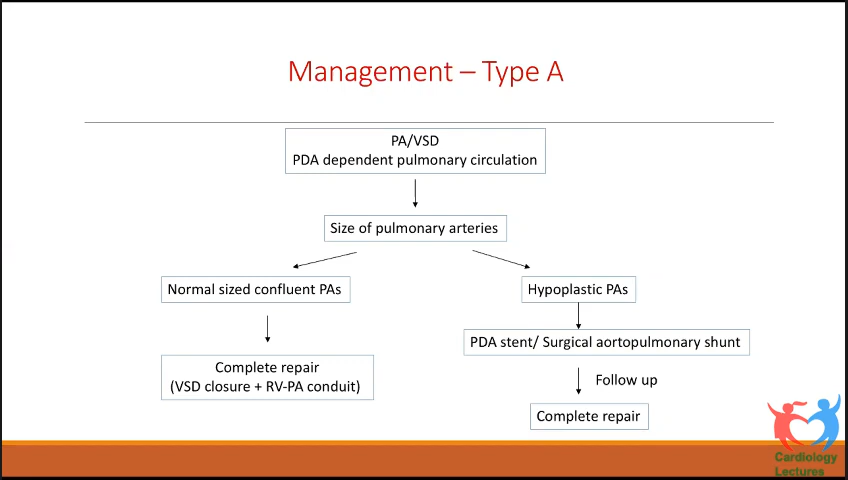 Management – Type A
PA/VSD
PDA dependent pulmonary circulation
Size of pulmonary arteries
Normal sized confluent PAs
Hypoplastic PAs
PDA stent/ Surgical aortopulmonary shunt
Complete repair
(VSD closure + RV-PA conduit)
Follow up
Complete repair
Cardiology
Lectures